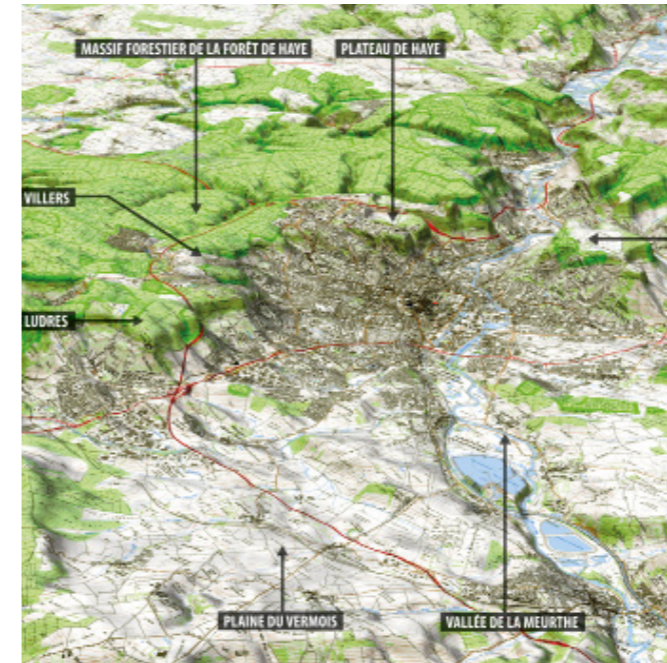 MASSIF FORESTIER DE LA FORÊT DE HAYE
PLATEAU DE HAYE
VILLERS
LUDRES
PLAINE DU VERMOIS
VALLÉE DE LA MEURTHE